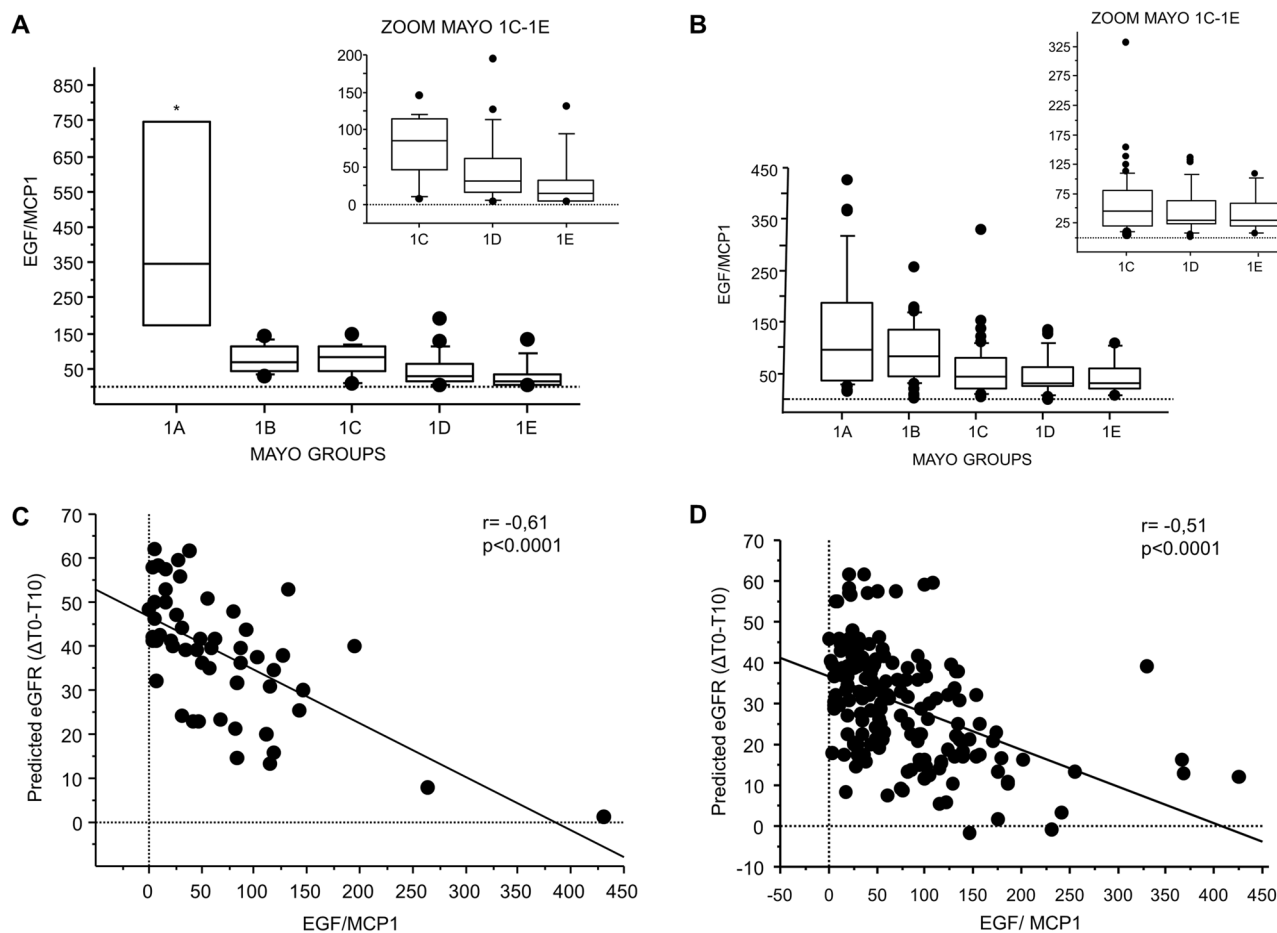 A
ZOOM MAYO 1C-1E
200
150
100
50
0
1C 1D 1E
850
750
650
550
450
350
250
150
50
EGF/MCP1
*
1A 1B 1C 1D 1E
MAYO GROUPS
B
ZOOM MAYO 1C-1E
325
275
225
175
125
75
25
1C 1D 1E
450
350
250
150
50
EGF/MCP1
1A 1B 1C 1D 1E
MAYO GROUPS
C
r= -0,61
p<0.0001
70
60
50
40
30
20
10
0
Predicted eGFR (ΔT0-T10)
0 50 100 150 200 250 300 350 400 450
EGF/MCP1
D
r= -0,51
p<0.0001
70
60
50
40
30
20
10
0
-10
Predicted eGFR (ΔT0-T10)
-50 0 50 100 150 200 250 300 350 400 450
EGF/ MCP1